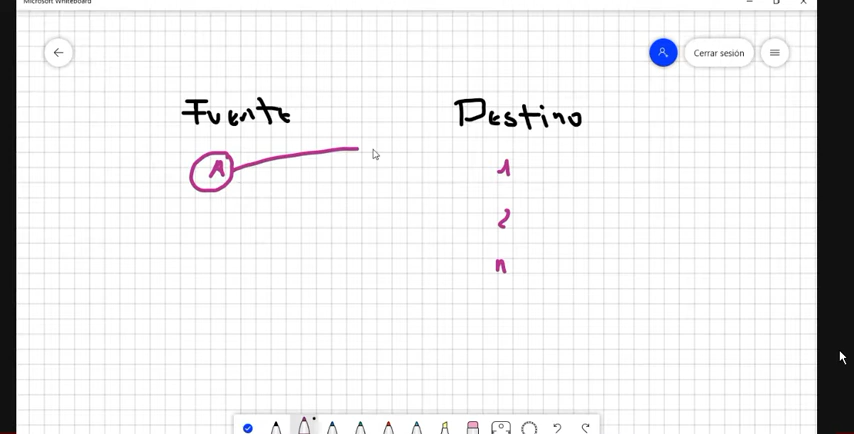 Microsoft Whiteboard
Cerrar sesión
Fuente Destino
A 1
2
n